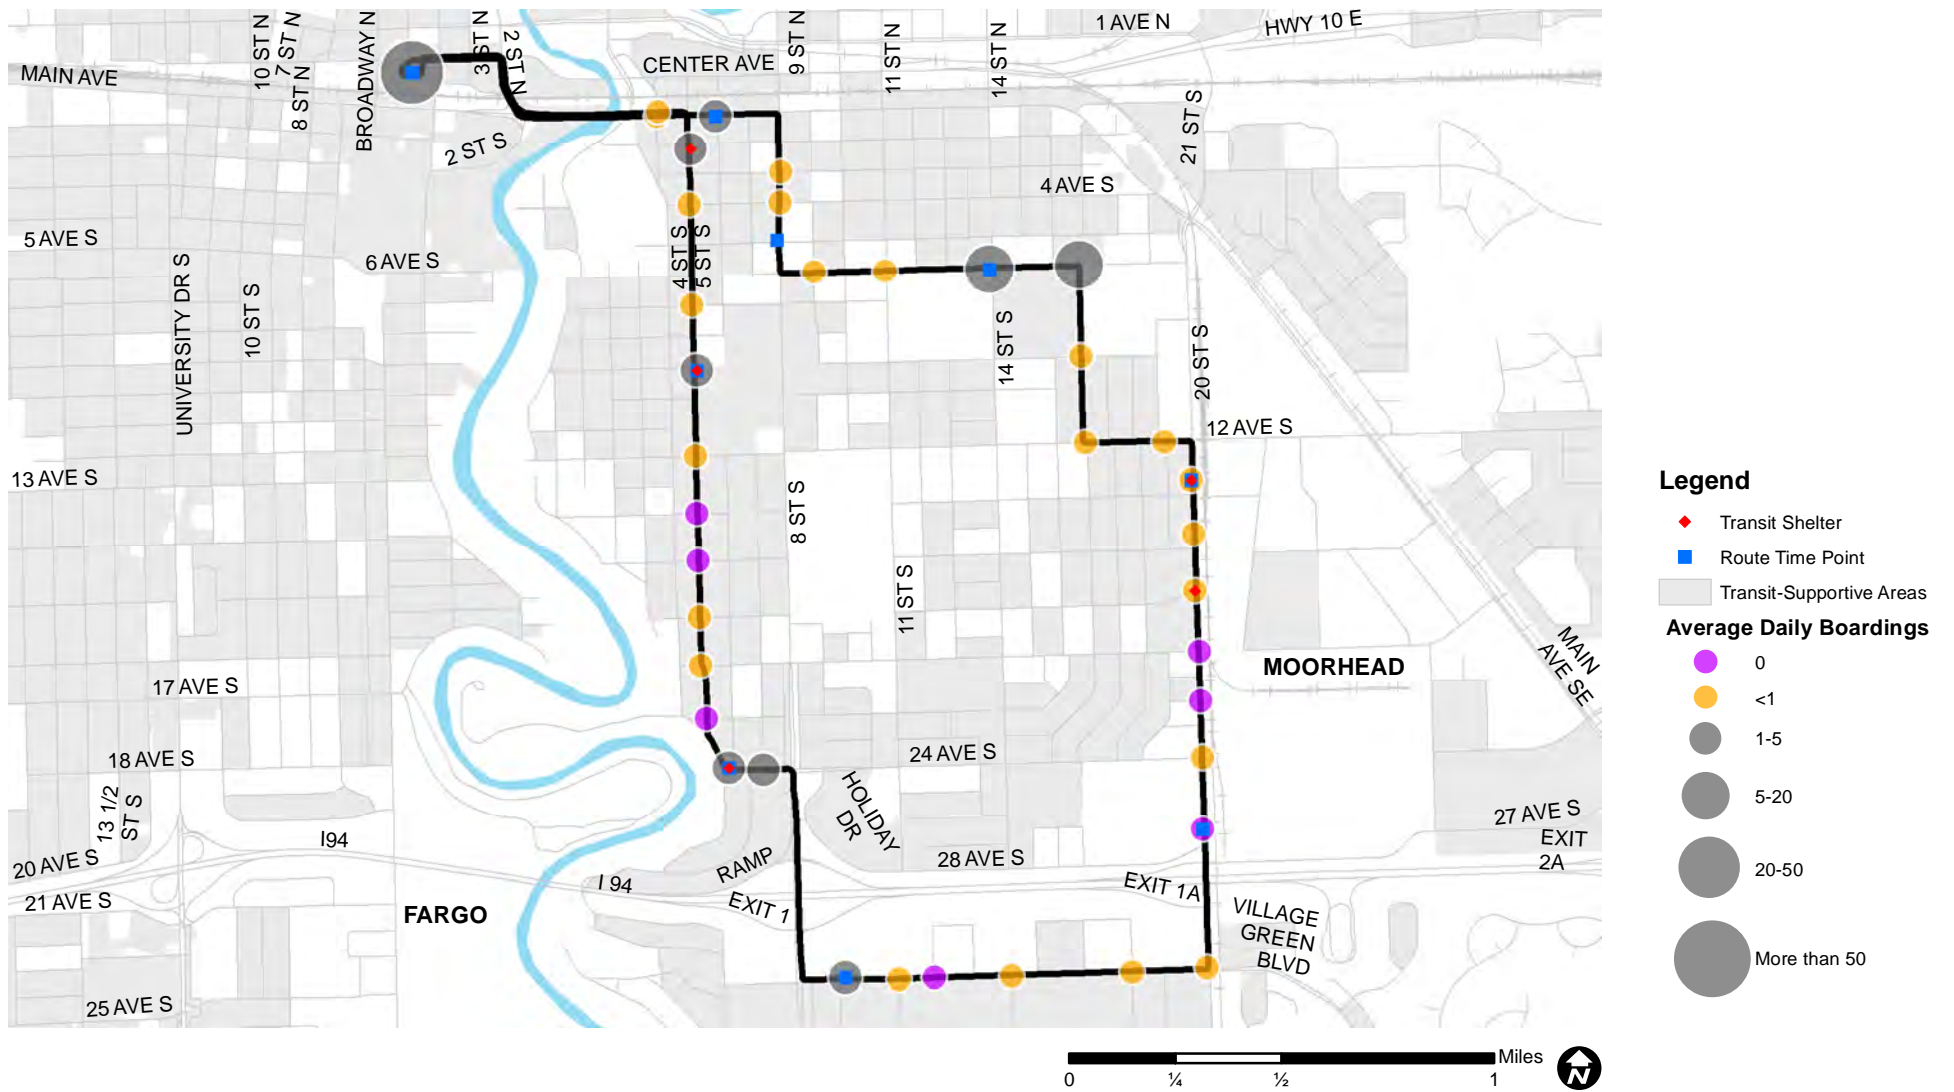 10 ST N
7 ST N
8 ST N
BROADWAY N
3 ST N
2 ST N
9 ST N
11 ST N
14 ST N
1 AVE N
HWY 10 E
MAIN AVE
CENTER AVE
2 ST S
21 ST S
4 AVE S
5 AVE S
6 AVE S
4 ST S
5 ST S
UNIVERSITY DR S
10 ST S
14 ST S
20 ST S
12 AVE S
13 AVE S
8 ST S
11 ST S
MOORHEAD
MAIN
AVE SE
17 AVE S
18 AVE S
24 AVE S
13 1/2
ST S
HOLIDAY
DR
27 AVE S
EXIT
2A
I94
20 AVE S
RAMP
28 AVE S
I 94
EXIT 1A
21 AVE S
EXIT 1
FARGO
VILLAGE
GREEN
BLVD
25 AVE S
Legend
Transit Shelter
Route Time Point
Transit-Supportive Areas
Average Daily Boardings
0
<1
1-5
5-20
20-50
More than 50
Miles
0 ¼ ½ 1
N